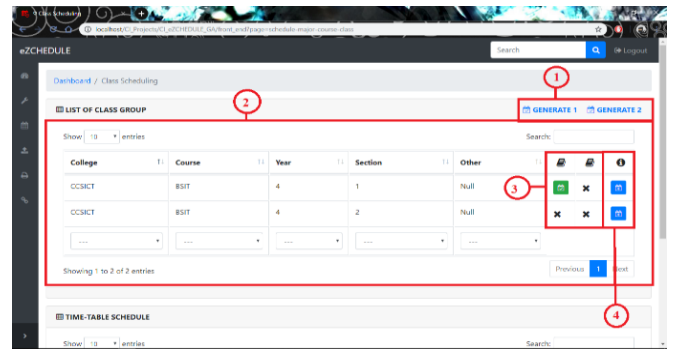 Class Scheduling
localhost/CI_Projects/CI_eZCHEDULE_GA/front_end?page=schedule-major-course-class
eZCHEDULE
Search
Logout
Dashboard / Class Scheduling
1
LIST OF CLASS GROUP
2
GENERATE 1 GENERATE 2
Show 10 entries
Search:
College Course Year Section Other
CCSICT BSIT 4 1 Null
3
CCSICT BSIT 4 2 Null
--- --- --- --- ---
Showing 1 to 2 of 2 entries
Previous 1 Next
4
TIME-TABLE SCHEDULE
Show 10 entries
Search: